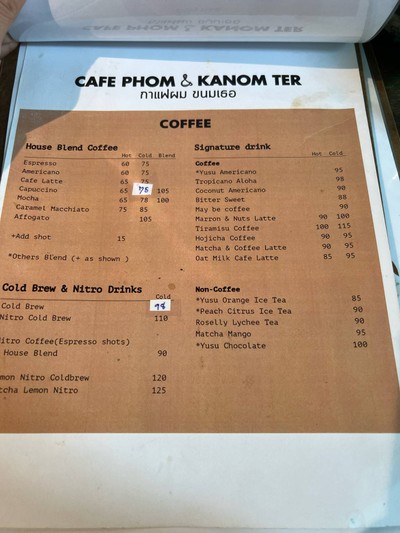 CAFE PHOM & KANOM TER
กาแฟผม ขนมเธอ
COFFEE
House Blend Coffee
Hot Cold Blend
Espresso 60 75
Americano 60 75
Cafe Latte 65 75
Capuccino 65 75 105
Mocha 65 78 100
Caramel Macchiato 75 85
Affogato 105
+Add shot 15
*Others Blend (+ as shown )
Cold Brew & Nitro Drinks
Cold
Cold Brew 98
Nitro Cold Brew 110
itro Coffee(Espresso shots)
House Blend 90
mon Nitro Coldbrew 120
tcha Lemon Nitro 125
Signature drink
Hot Cold
Coffee
*Yusu Americano 95
Tropicano Aloha 98
Coconut Americano 90
Bitter Sweet 88
May be coffee 90
Marron & Nuts Latte 90 100
Tiramisu Coffee 100 115
Hojicha Coffee 90 95
Matcha & Coffee Latte 90 95
Oat Milk Cafe Latte 85 95
Non-Coffee
*Yusu Orange Ice Tea 85
*Peach Citrus Ice Tea 90
Roselly Lychee Tea 90
Matcha Mango 95
*Yusu Chocolate 100